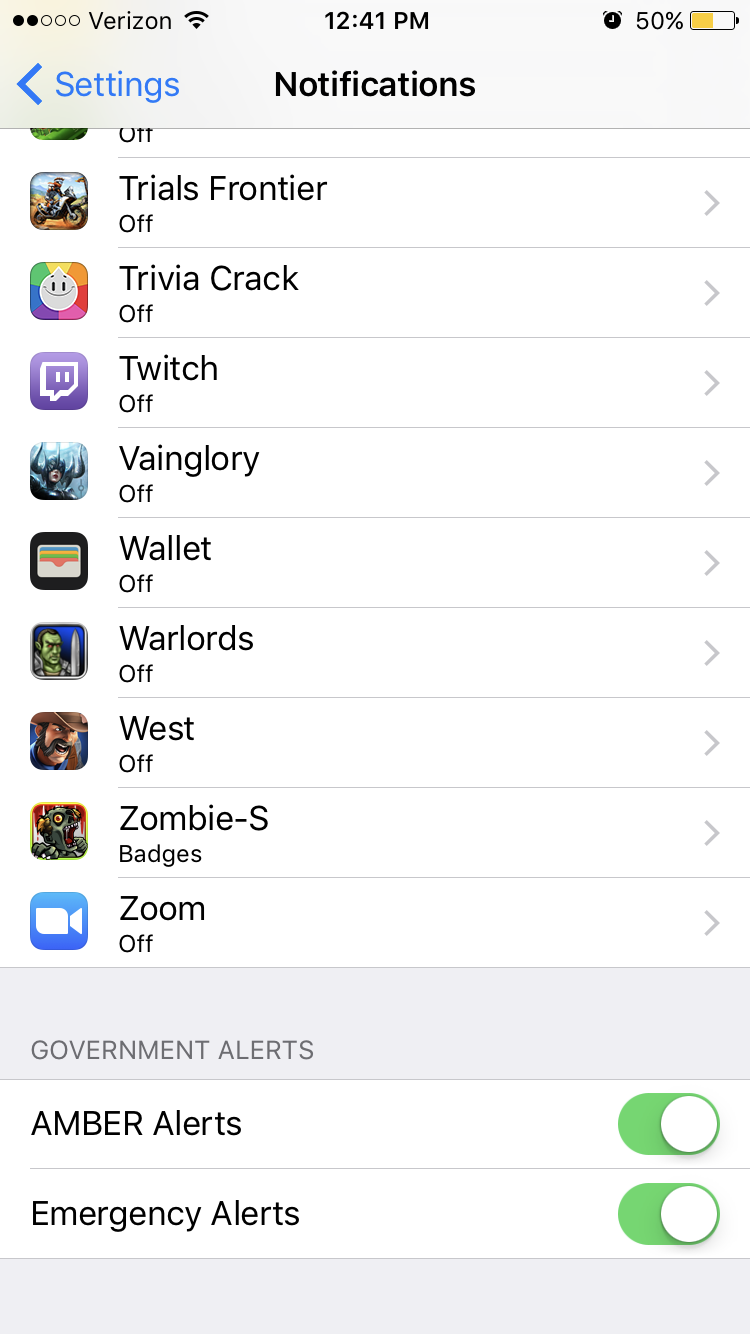 Verizon 12:41 PM 50%
Settings Notifications
Off
Trials Frontier
Off
Trivia Crack
Off
Twitch
Off
Vainglory
Off
Wallet
Off
Warlords
Off
West
Off
Zombie-S
Badges
Zoom
Off
GOVERNMENT ALERTS
AMBER Alerts
Emergency Alerts